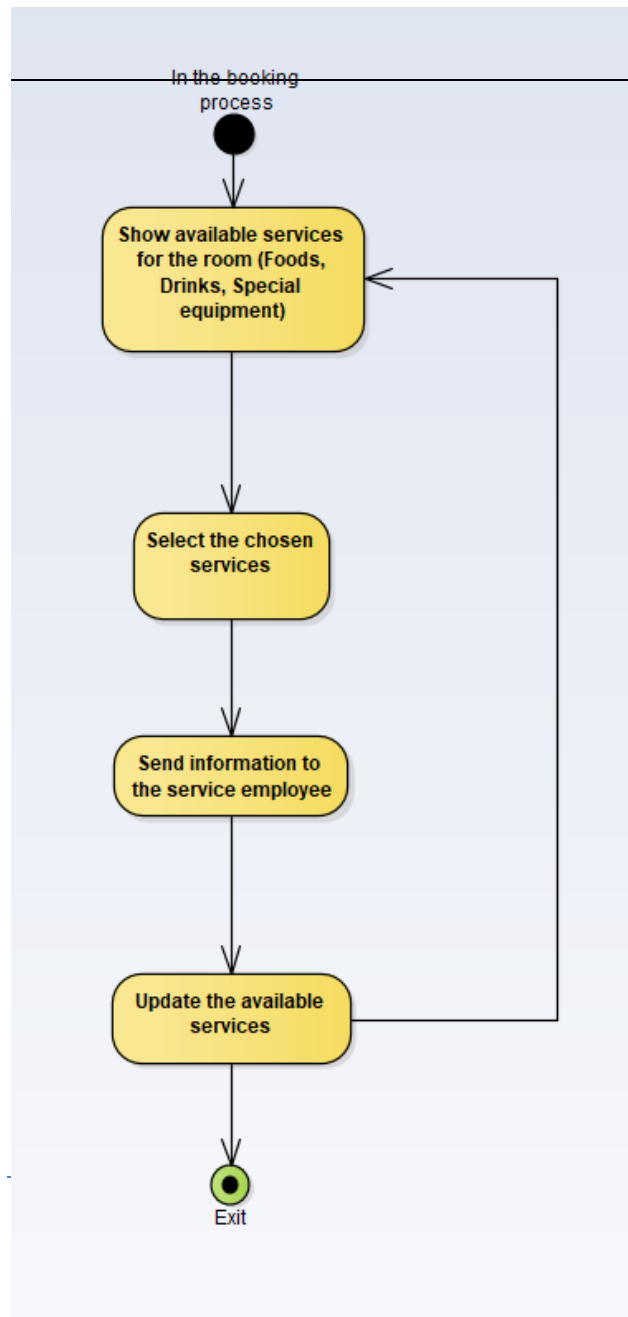 In the booking
process
Show available services
for the room (Foods,
Drinks, Special
equipment)
Select the chosen
services
Send information to
the service employee
Update the available
services
Exit